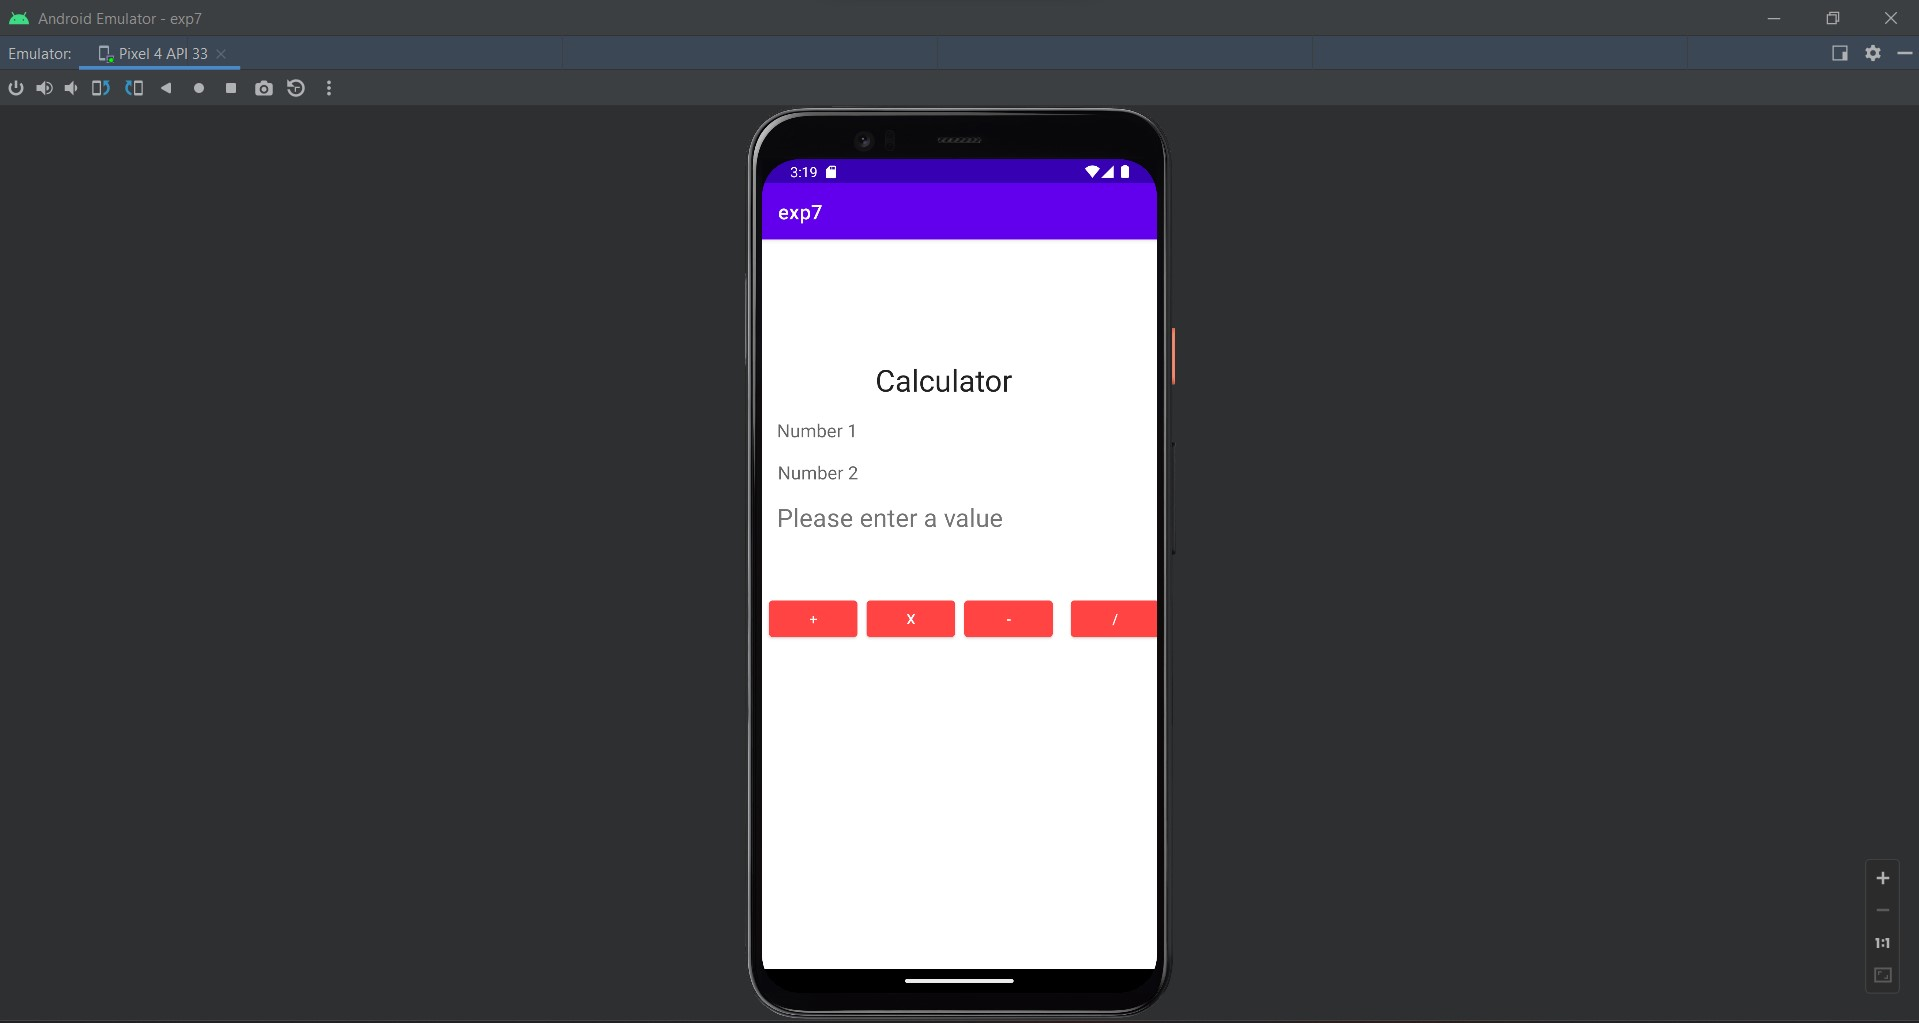 Android Emulator - exp7
Emulator: Pixel 4 API 33
3:19
exp7
Calculator
Number 1
Number 2
Please enter a value
+ X - /
1:1